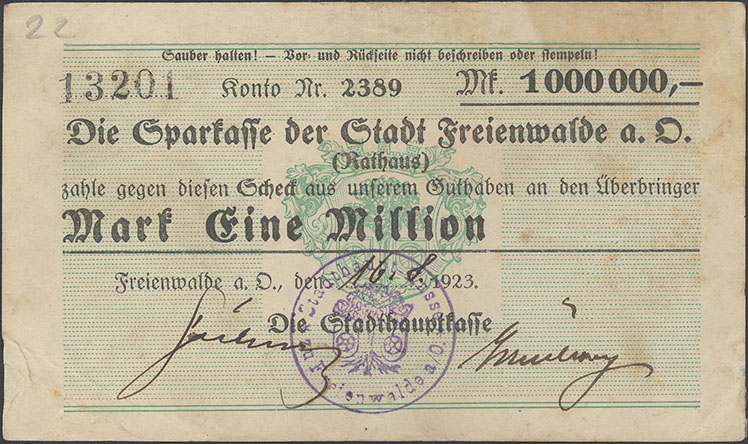 22
Sauber halten! — Vor- und Rückseite nicht beschreiben oder stempeln!
13201 Konto Nr. 2389 Mk. 1000000,—
Die Sparkasse der Stadt Freienwalde a. O.
(Rathaus)
zahle gegen diesen Scheck aus unserem Guthaben an den Überbringer
Mark Eine Million
Freienwalde a. O., den 16. 8. 1923.
Die Stadthauptkasse